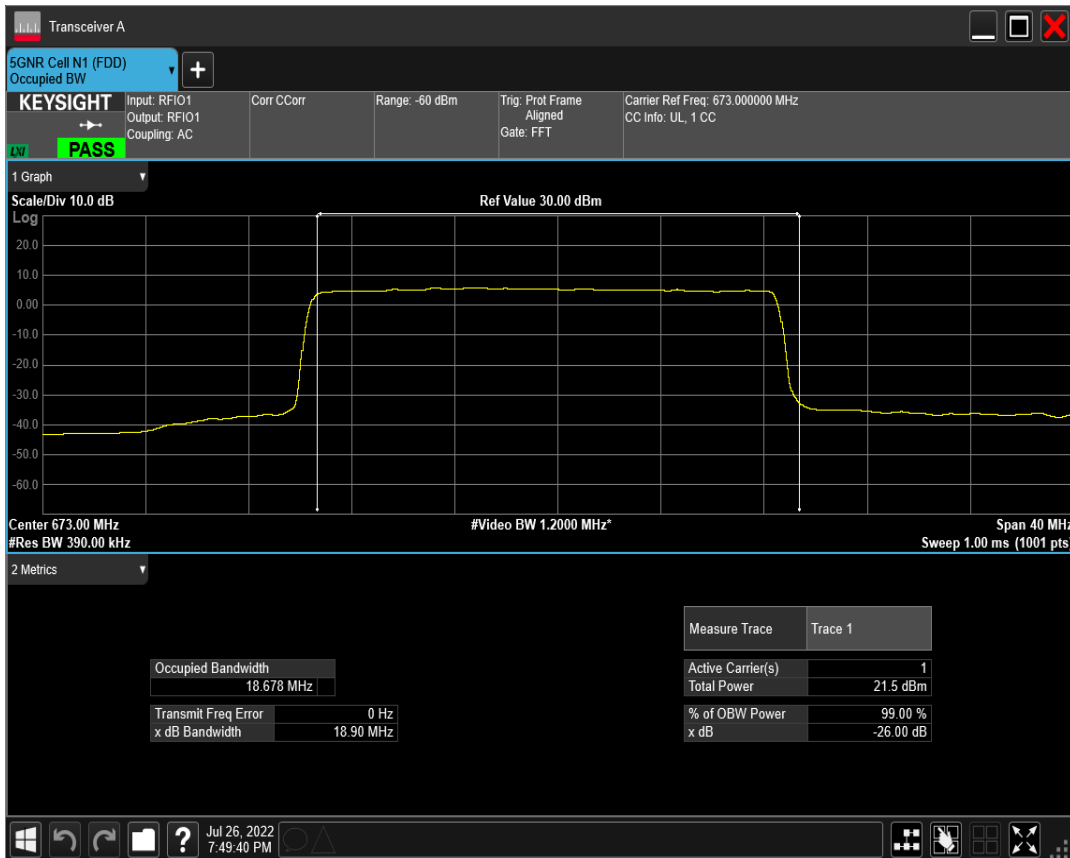 Transceiver A
5GNR Cell N1 (FDD)
Occupied BW
KEYSIGHT
LXI
PASS
Input: RFIO1
Output: RFIO1
Coupling: AC
Corr CCorr
Range: -60 dBm
Trig: Prot Frame
Aligned
Gate: FFT
Carrier Ref Freq: 673.000000 MHz
CC Info: UL, 1 CC
1 Graph
Scale/Div 10.0 dB
Ref Value 30.00 dBm
Log
20.0
10.0
0.00
-10.0
-20.0
-30.0
-40.0
-50.0
-60.0
Center 673.00 MHz
#Video BW 1.2000 MHz*
Span 40 MHz
#Res BW 390.00 kHz
Sweep 1.00 ms (1001 pts)
2 Metrics
Measure Trace Trace 1
Occupied Bandwidth
18.678 MHz
Active Carrier(s) 1
Total Power 21.5 dBm
Transmit Freq Error 0 Hz
x dB Bandwidth 18.90 MHz
% of OBW Power 99.00 %
x dB -26.00 dB
?
Jul 26, 2022
7:49:40 PM